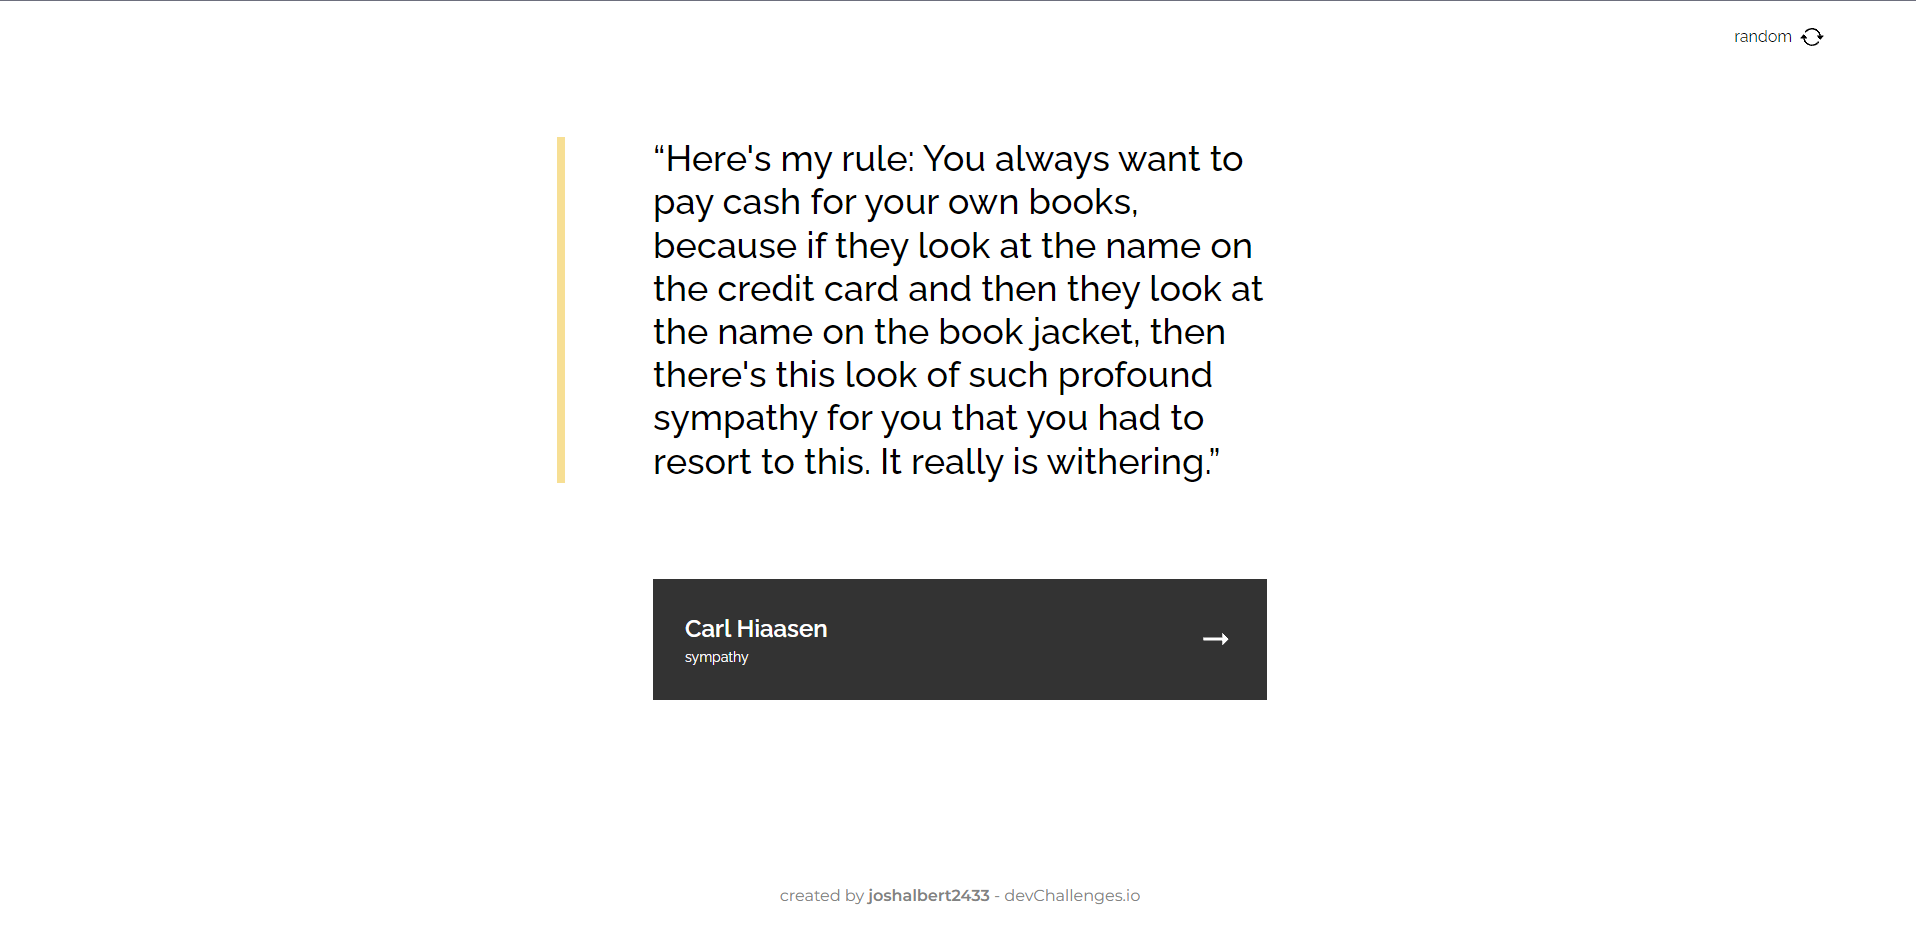 random
“Here's my rule: You always want to
pay cash for your own books,
because if they look at the name on
the credit card and then they look at
the name on the book jacket, then
there's this look of such profound
sympathy for you that you had to
resort to this. It really is withering.”
Carl Hiaasen
sympathy
created by joshalbert2433 - devChallenges.io